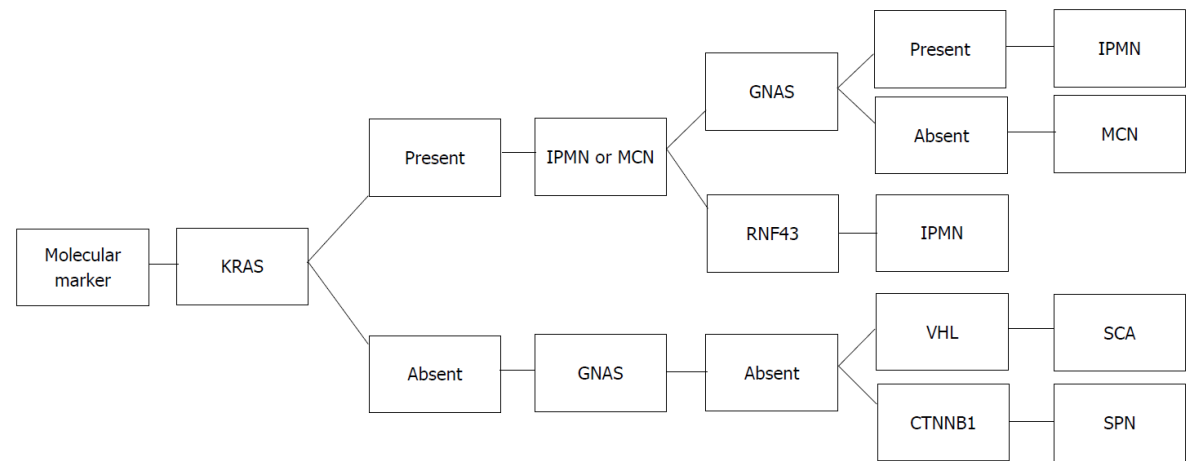 Molecular
marker
KRAS
Present
IPMN or MCN
GNAS
Present
IPMN
Absent
MCN
RNF43
IPMN
Absent
GNAS
Absent
VHL
SCA
CTNNB1
SPN